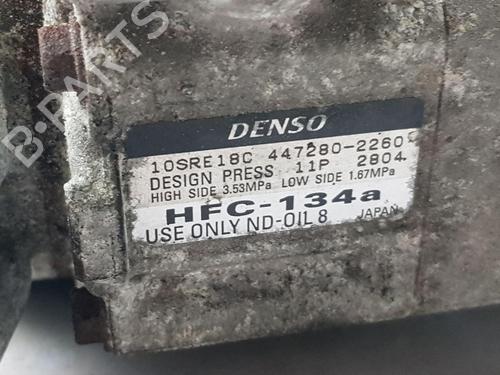 B-PARTS
DENSO
10SRE18C 447280-2260
DESIGN PRESS 11P 2804
HIGH SIDE 3.53MPa LOW SIDE 1.67MPa
HFC-134a
USE ONLY ND-OIL 8 JAPAN